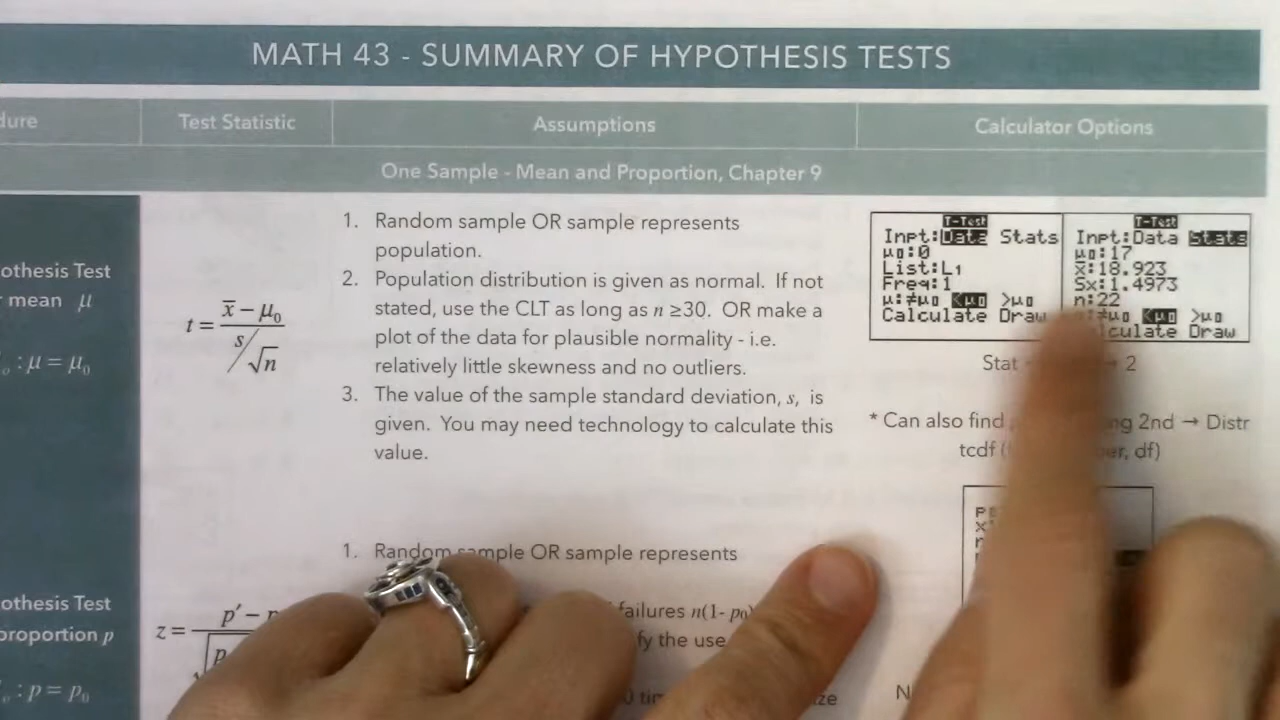 MATH 43 - SUMMARY OF HYPOTHESIS TESTS
dure
Test Statistic
Assumptions
Calculator Options
One Sample - Mean and Proportion, Chapter 9
othesis Test
mean μ
: μ = μ₀
t = x̄ − μ₀ / s/√n
1. Random sample OR sample represents
population.
2. Population distribution is given as normal. If not
stated, use the CLT as long as n ≥30. OR make a
plot of the data for plausible normality - i.e.
relatively little skewness and no outliers.
3. The value of the sample standard deviation, s, is
given. You may need technology to calculate this
value.
T-Test
Inpt:Data Stats
μ₀:0
List:L₁
Freq:1
μ:≠μ₀ <μ₀ >μ₀
Calculate Draw
T-Test
Inpt:Data Stats
μ₀:17
x̄:18.923
Sx:1.4973
n:22
≠μ₀ <μ₀ >μ₀
lculate Draw
Stat → 2
* Can also find ng 2nd → Distr
tcdf ( er, df)
othesis Test
proportion p
: p = p₀
z = p′ −
1. Random sample OR sample represents
failures n(1- p₀)
fy the use